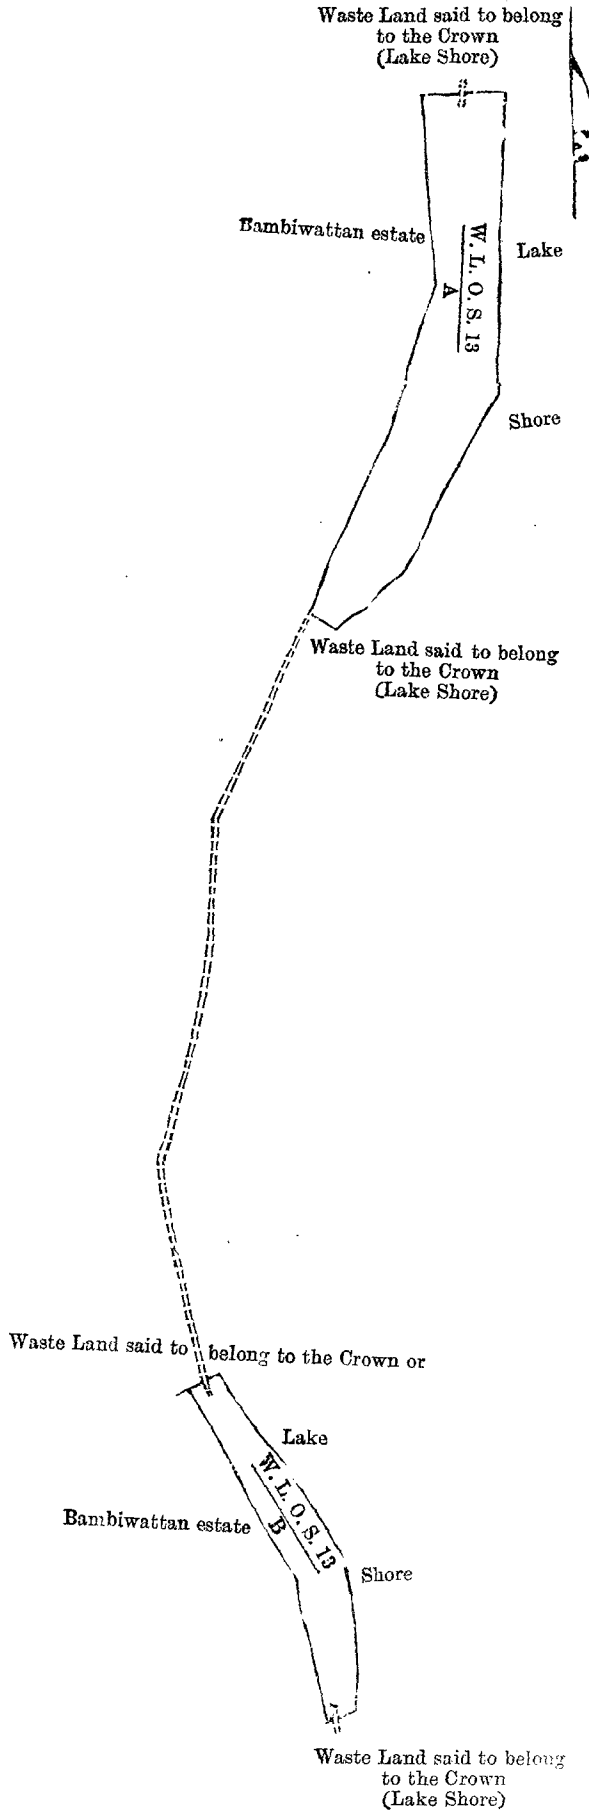 Waste Land said to belong
to the Crown
(Lake Shore)
Bambiwattan estate
W. L. O. S. 13
A
Lake
Shore
Waste Land said to belong
to the Crown
(Lake Shore)
Waste Land said to belong to the Crown or
Lake
W. L. O. S. 13
B
Bambiwattan estate
Shore
Waste Land said to belong
to the Crown
(Lake Shore)